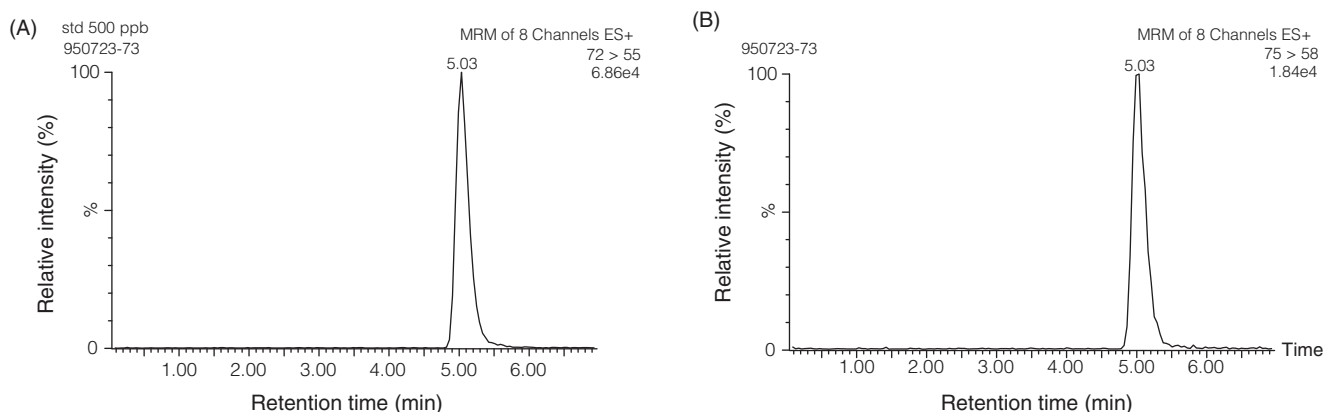 (A)
std 500 ppb
950723-73
MRM of 8 Channels ES+
72 > 55
6.86e4
5.03
100
%
0
Relative intensity (%)
1.00 2.00 3.00 4.00 5.00 6.00
Retention time (min)
(B)
950723-73
MRM of 8 Channels ES+
75 > 58
1.84e4
5.03
100
%
0
Relative intensity (%)
Time
1.00 2.00 3.00 4.00 5.00 6.00
Retention time (min)